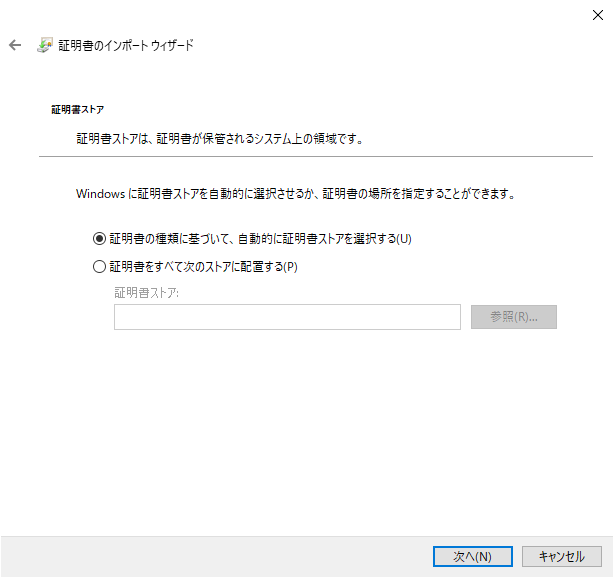 証明書のインポート ウィザード
証明書ストア
証明書ストアは、証明書が保管されるシステム上の領域です。
Windows に証明書ストアを自動的に選択させるか、証明書の場所を指定することができます。
証明書の種類に基づいて、自動的に証明書ストアを選択する(U)
証明書をすべて次のストアに配置する(P)
証明書ストア:
参照(R)...
次へ(N)
キャンセル